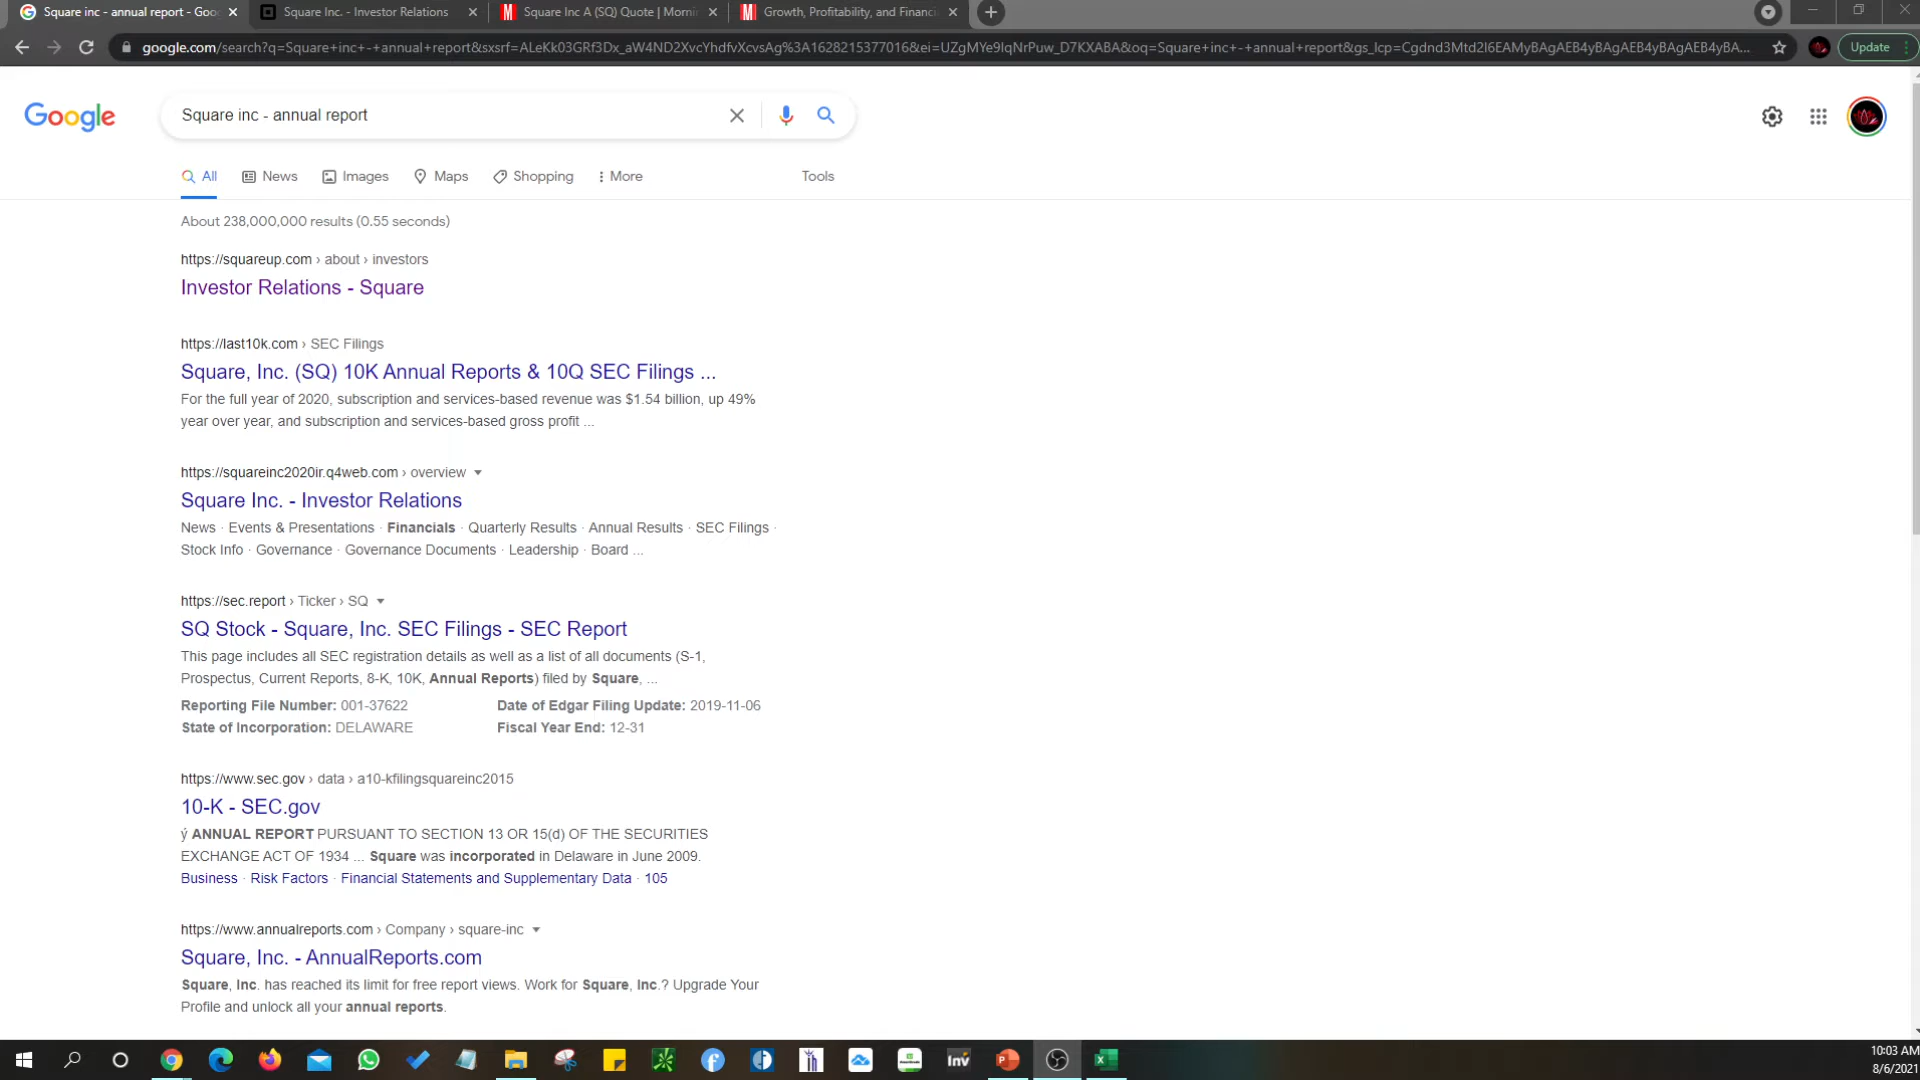 Square inc - annual report - Goo
Square Inc. - Investor Relations
Square Inc A (SQ) Quote | Morni
Growth, Profitability, and Financi
google.com/search?q=Square+inc+-+annual+report&sxsrf=ALeKk03GRf3Dx_aW4ND2XvcYhdfvXcvsAg%3A1628215377016&ei=UZgMYe9IqNrPuw_D7KXABA&oq=Square+inc+-+annual+report&gs_lcp=Cgdnd3Mtd2l6EAMyBAgAEB4yBAgAEB4yBAgAEB4yBA...
Update
Google
Square inc - annual report
All
News
Images
Maps
Shopping
More
Tools
About 238,000,000 results (0.55 seconds)
https://squareup.com › about › investors
Investor Relations - Square
https://last10k.com › SEC Filings
Square, Inc. (SQ) 10K Annual Reports & 10Q SEC Filings ...
For the full year of 2020, subscription and services-based revenue was $1.54 billion, up 49%
year over year, and subscription and services-based gross profit ...
https://squareinc2020ir.q4web.com › overview
Square Inc. - Investor Relations
News · Events & Presentations · Financials · Quarterly Results · Annual Results · SEC Filings ·
Stock Info · Governance · Governance Documents · Leadership · Board ...
https://sec.report › Ticker › SQ
SQ Stock - Square, Inc. SEC Filings - SEC Report
This page includes all SEC registration details as well as a list of all documents (S-1,
Prospectus, Current Reports, 8-K, 10K, Annual Reports) filed by Square, ...
Reporting File Number: 001-37622
Date of Edgar Filing Update: 2019-11-06
State of Incorporation: DELAWARE
Fiscal Year End: 12-31
https://www.sec.gov › data › a10-kfilingsquareinc2015
10-K - SEC.gov
ý ANNUAL REPORT PURSUANT TO SECTION 13 OR 15(d) OF THE SECURITIES
EXCHANGE ACT OF 1934 ... Square was incorporated in Delaware in June 2009.
Business · Risk Factors · Financial Statements and Supplementary Data · 105
https://www.annualreports.com › Company › square-inc
Square, Inc. - AnnualReports.com
Square, Inc. has reached its limit for free report views. Work for Square, Inc.? Upgrade Your
Profile and unlock all your annual reports.
Inv
10:03 AM
8/6/2021